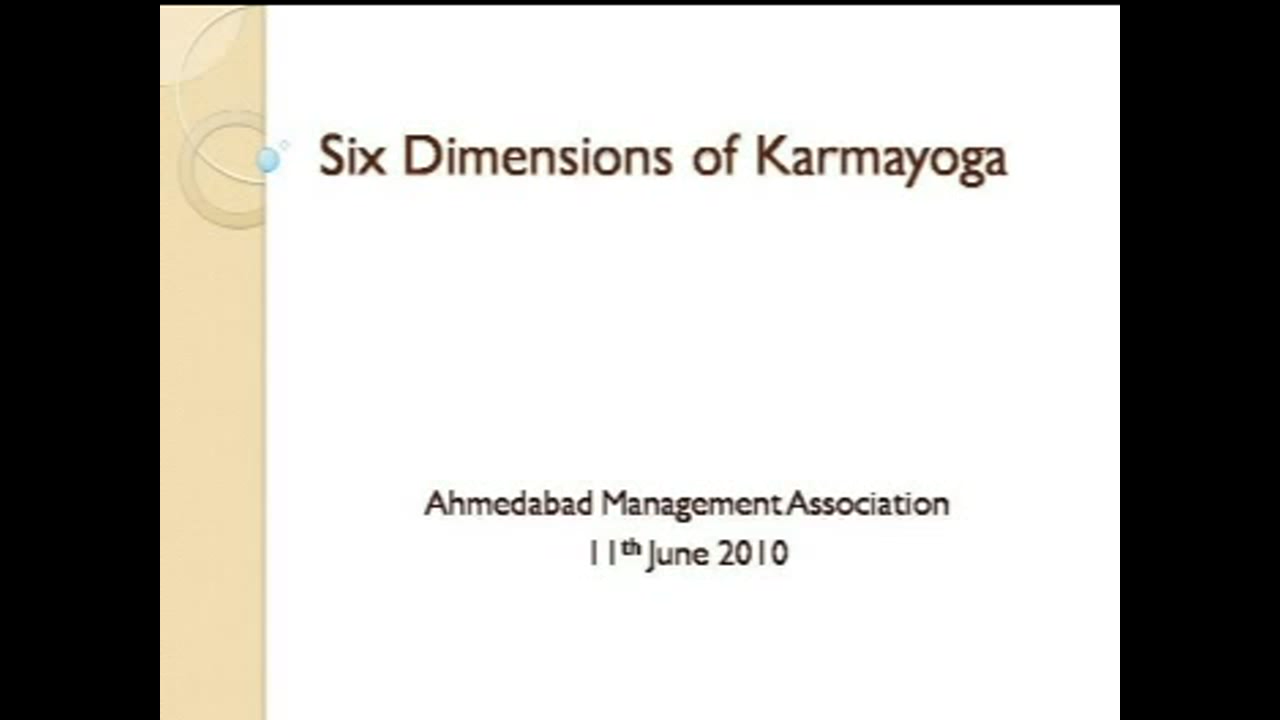 Six Dimensions of Karmayoga
Ahmedabad Management Association
11th June 2010